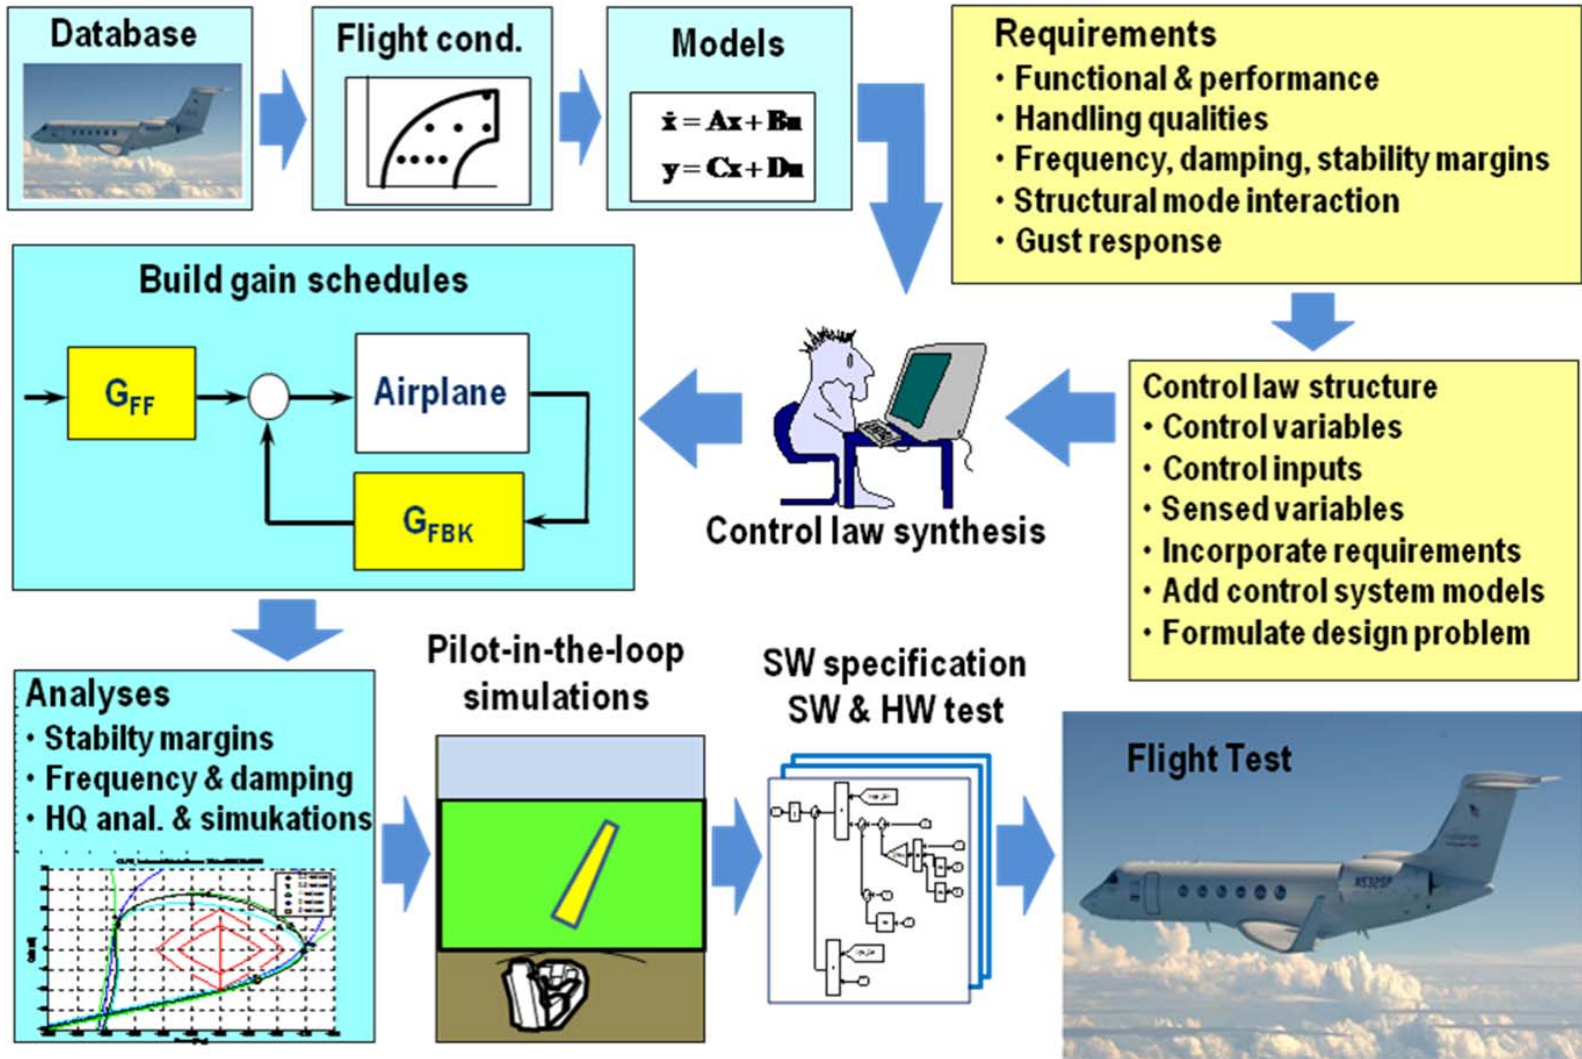 Database
Flight cond.
Models
ẋ = Ax + Bu
y = Cx + Du
Requirements
· Functional & performance
· Handling qualities
· Frequency, damping, stability margins
· Structural mode interaction
· Gust response
Build gain schedules
G_FF
Airplane
G_FBK
Control law synthesis
Control law structure
· Control variables
· Control inputs
· Sensed variables
· Incorporate requirements
· Add control system models
· Formulate design problem
Analyses
· Stabilty margins
· Frequency & damping
· HQ anal. & simukations
Pilot-in-the-loop
simulations
SW specification
SW & HW test
Flight Test
N532SP